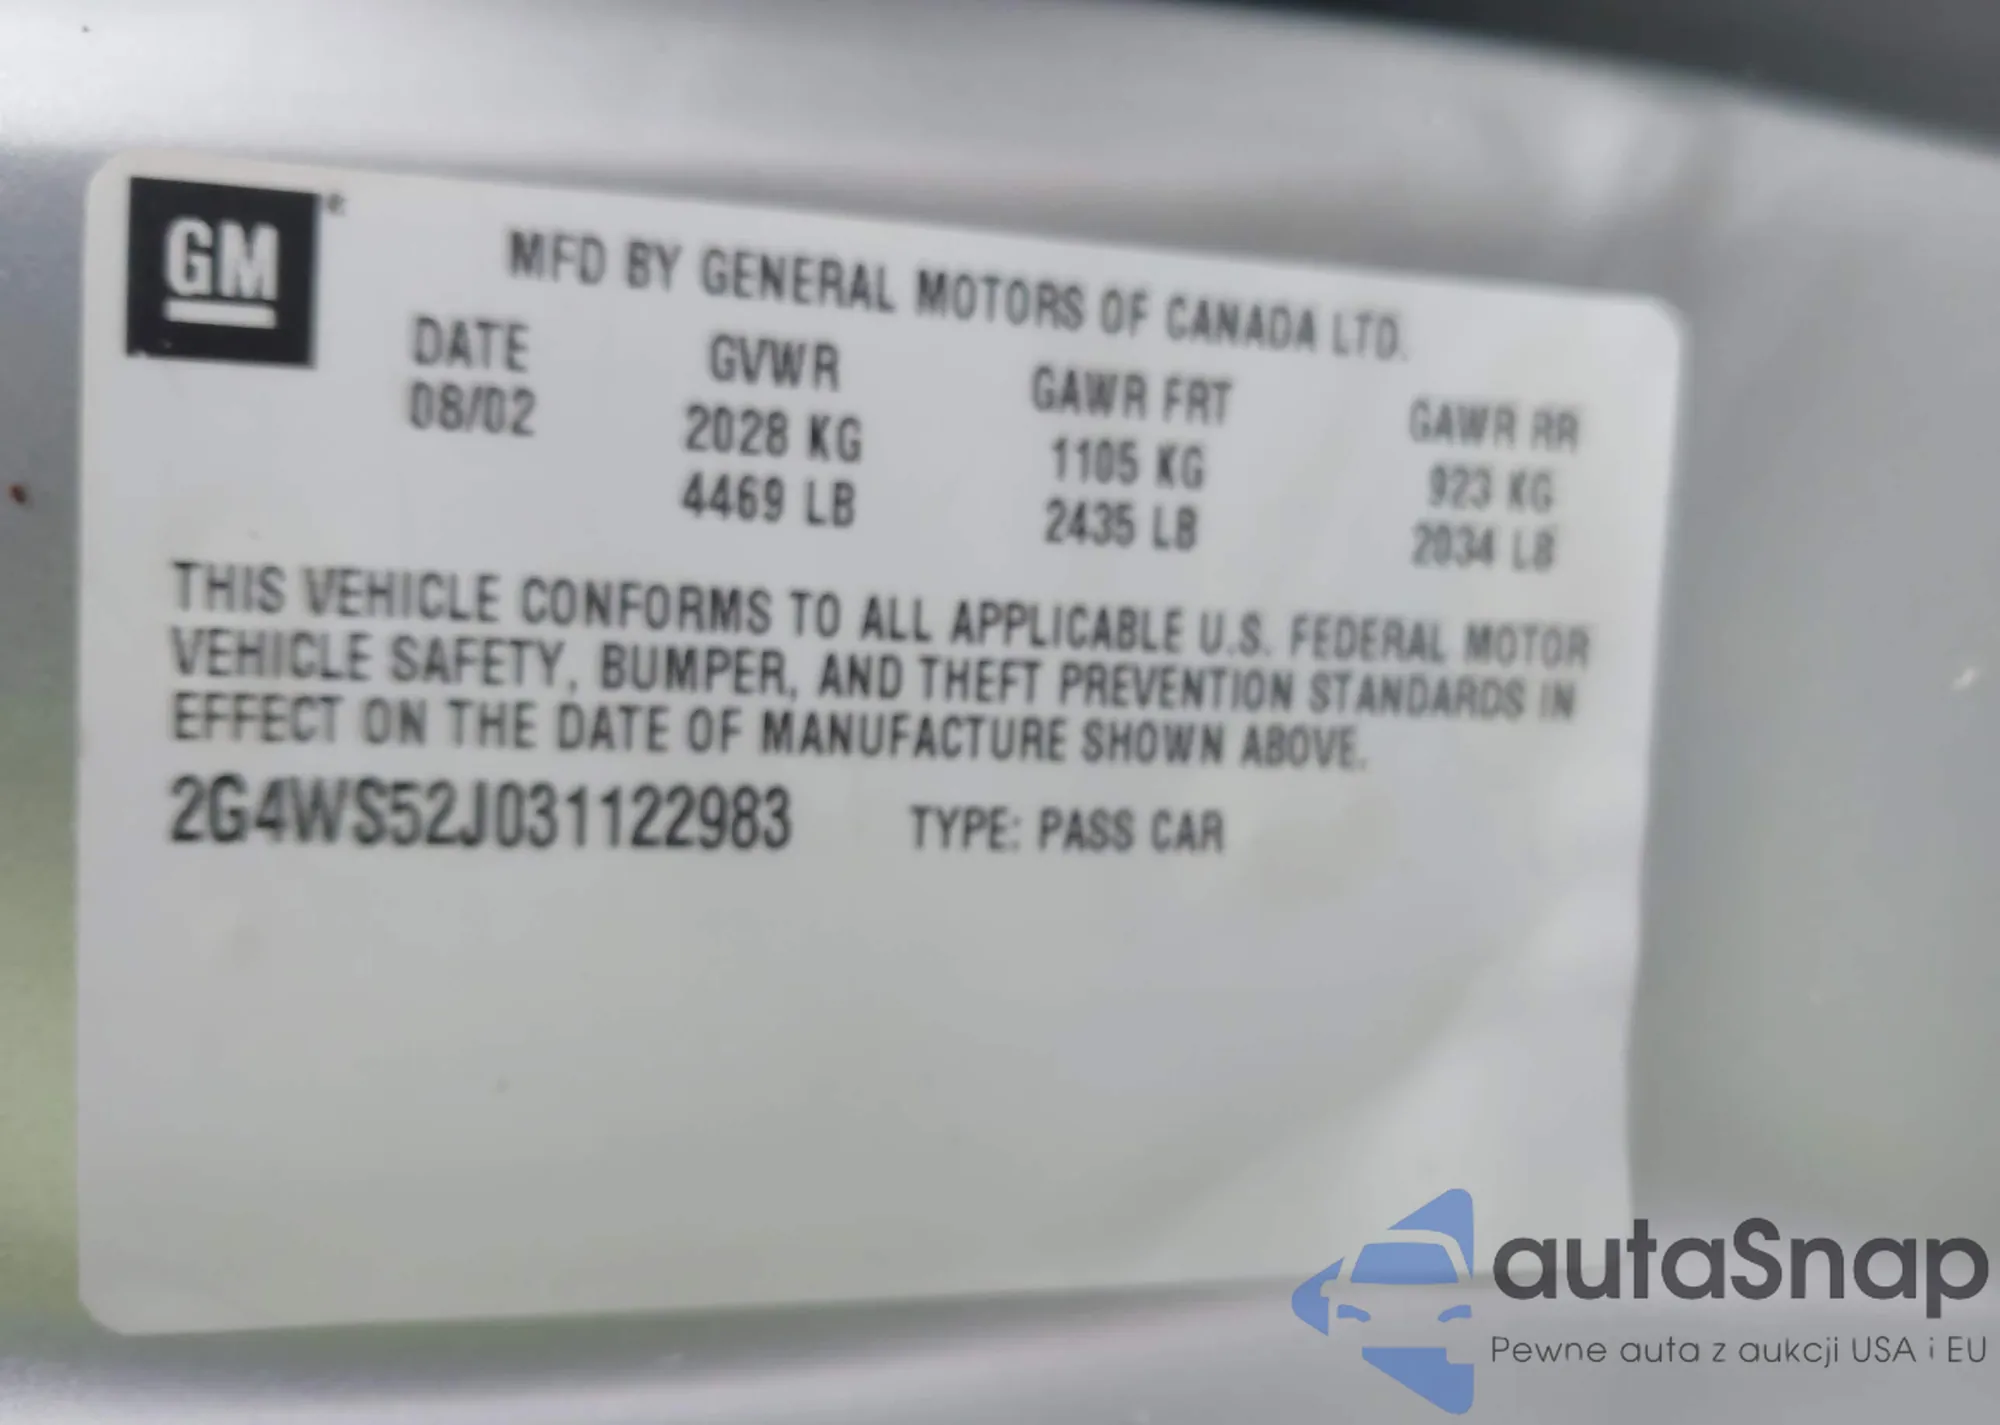 GM
MFD BY GENERAL MOTORS OF CANADA LTD.
DATE GVWR GAWR FRT GAWR RR
08/02 2028 KG 1105 KG 923 KG
4469 LB 2435 LB 2034 LB
THIS VEHICLE CONFORMS TO ALL APPLICABLE U.S. FEDERAL MOTOR
VEHICLE SAFETY, BUMPER, AND THEFT PREVENTION STANDARDS IN
EFFECT ON THE DATE OF MANUFACTURE SHOWN ABOVE.
2G4WS52J031122983 TYPE: PASS CAR
autaSnap
Pewne auta z aukcji USA i EU